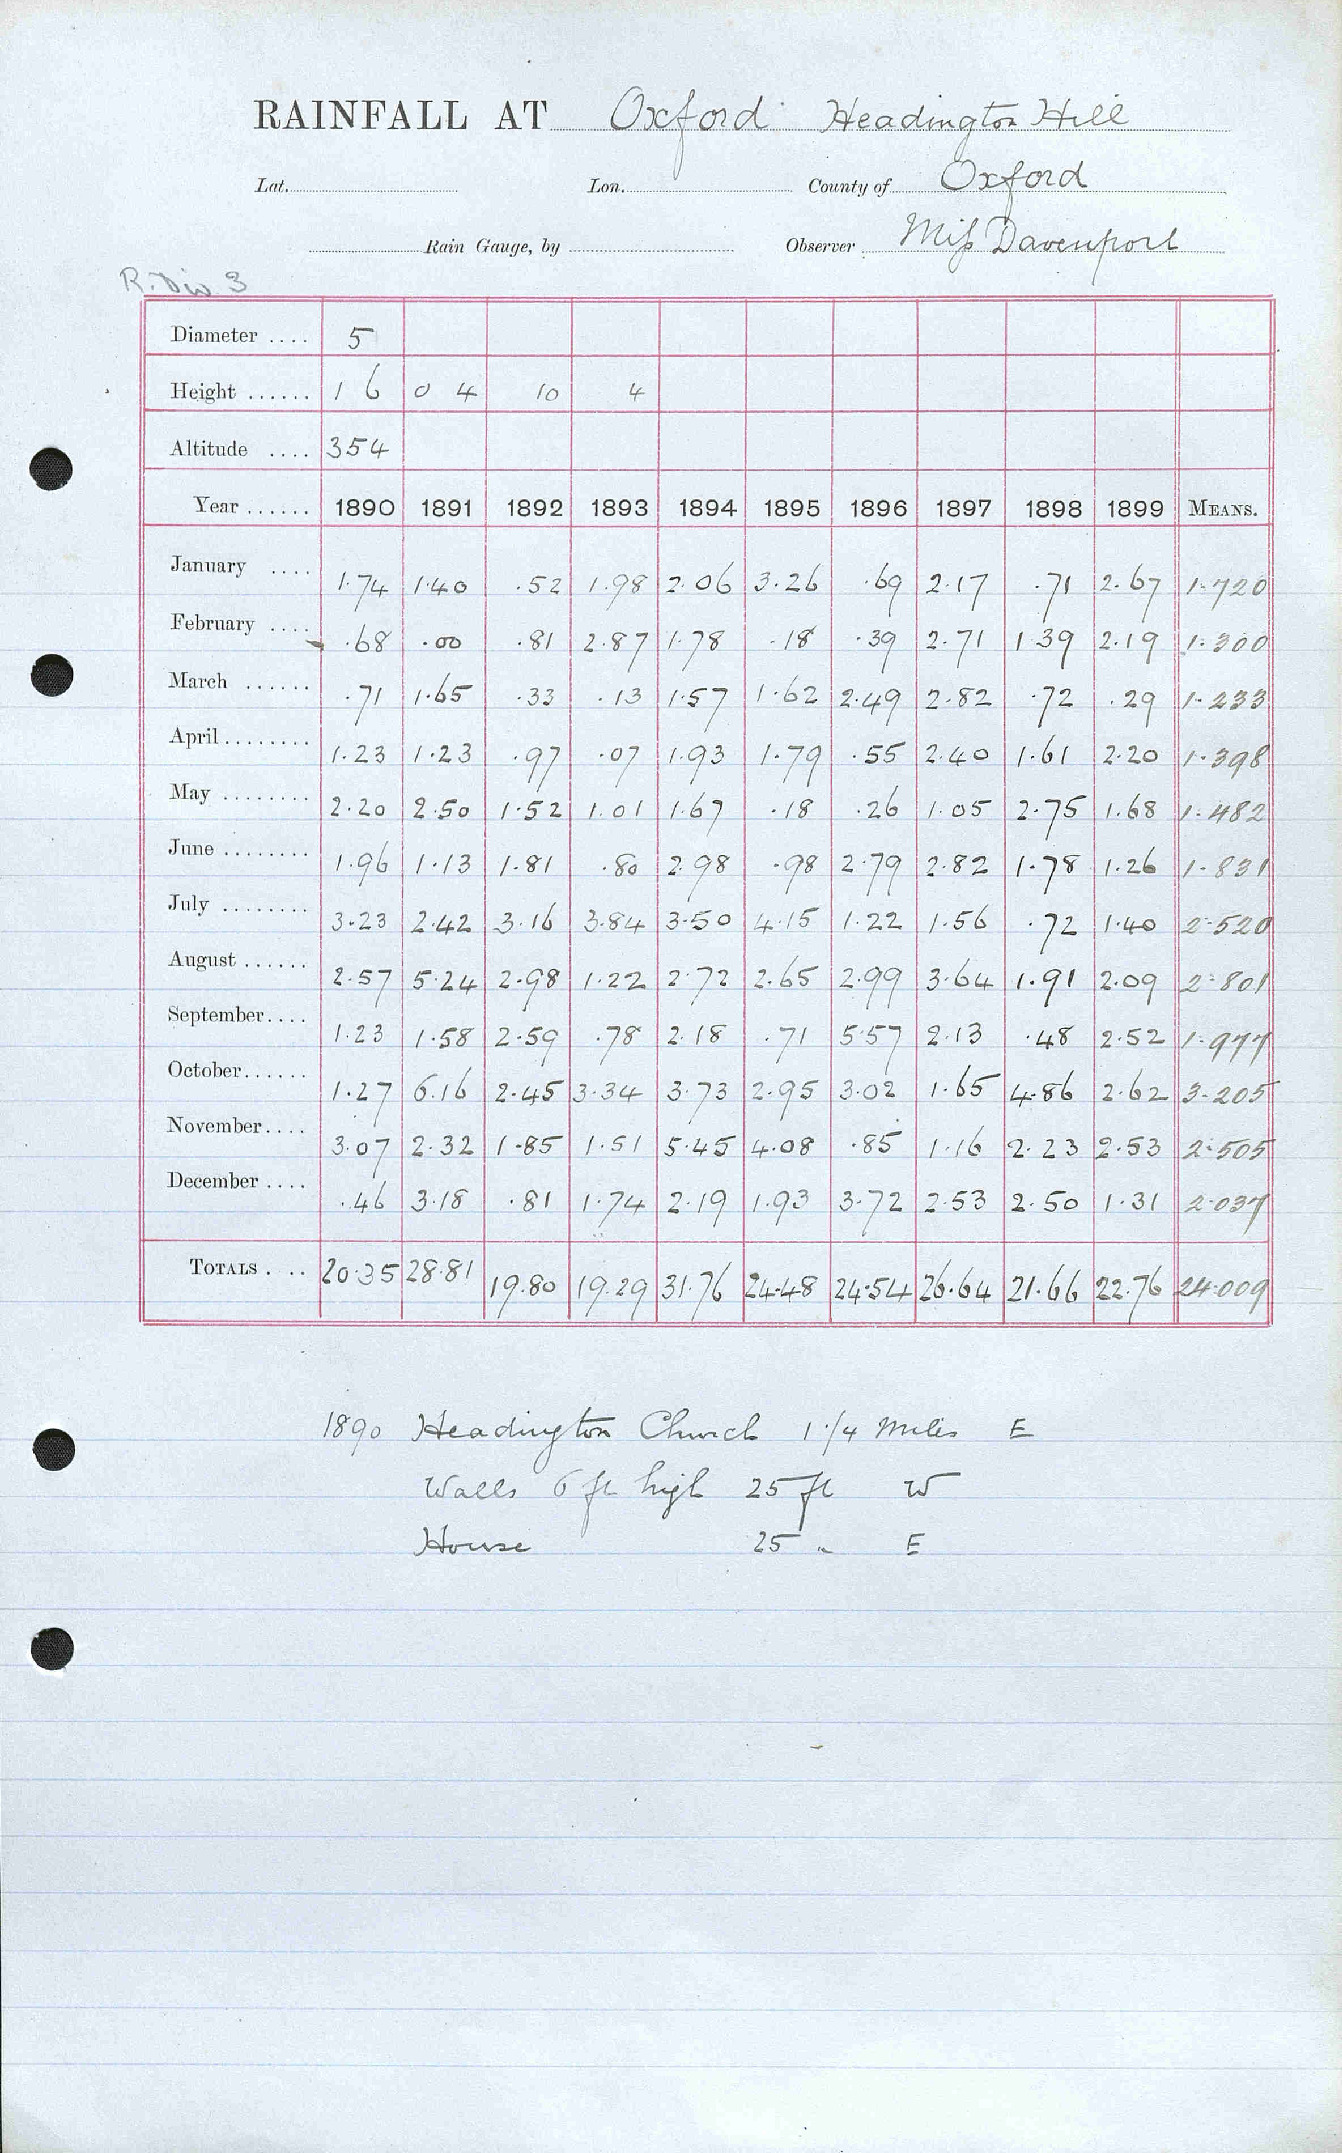 RAINFALL AT Oxford Headington Hill
Lat. Lon. County of Oxford
Rain Gauge, by Observer Miss Davenport
R. Div 3
Diameter .... 5
Height ...... 1 6 0 4 10 4
Altitude .... 354
Year ...... 1890 1891 1892 1893 1894 1895 1896 1897 1898 1899 MEANS.
January .... 1.74 1.40 .52 1.98 2.06 3.26 .69 2.17 .71 2.67 1.720
February .... .68 .00 .81 2.87 1.78 .18 .39 2.71 1.39 2.19 1.300
March ...... .71 1.65 .33 .13 1.57 1.62 2.49 2.82 .72 .29 1.233
April ........ 1.23 1.23 .97 .07 1.93 1.79 .55 2.40 1.61 2.20 1.398
May ........ 2.20 2.50 1.52 1.01 1.67 .18 .26 1.05 2.75 1.68 1.482
June ........ 1.96 1.13 1.81 .80 2.98 .98 2.79 2.82 1.78 1.26 1.831
July ........ 3.23 2.42 3.16 3.84 3.50 4.15 1.22 1.56 .72 1.40 2.520
August ...... 2.57 5.24 2.98 1.22 2.72 2.65 2.99 3.64 1.91 2.09 2.801
September .... 1.23 1.58 2.59 .78 2.18 .71 5.57 2.13 .48 2.52 1.977
October ...... 1.27 6.16 2.45 3.34 3.73 2.95 3.02 1.65 4.86 2.62 3.205
November .... 3.07 2.32 1.85 1.51 5.45 4.08 .85 1.16 2.23 2.53 2.505
December .... .46 3.18 .81 1.74 2.19 1.93 3.72 2.53 2.50 1.31 2.037
TOTALS . .. 20.35 28.81 19.80 19.29 31.76 24.48 24.54 26.64 21.66 22.76 24.009
1890 Headington Church 1 1/4 Miles E
Walls 6 ft high 25 ft W
House 25 " E